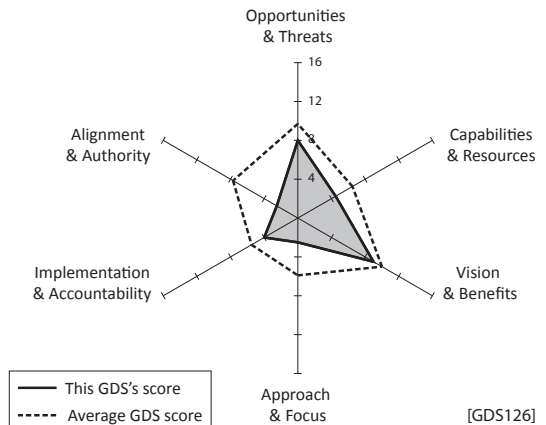 Opportunities
& Threats
16
12
8
4
Alignment
& Authority
Capabilities
& Resources
Implementation
& Accountability
Vision
& Benefits
This GDS's score
Average GDS score
Approach
& Focus
[GDS126]